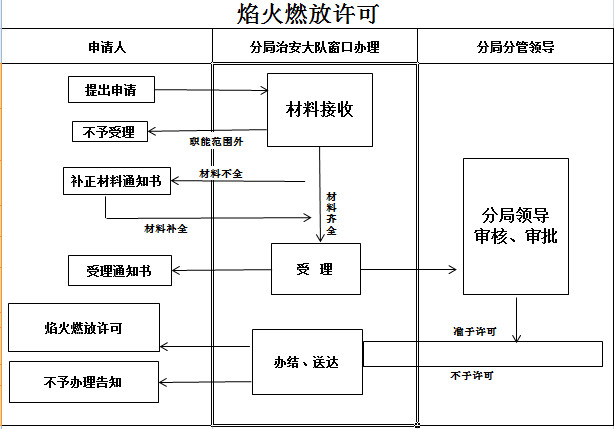 焰火燃放许可
申请人
分局治安大队窗口办理
分局分管领导
提出申请
材料接收
不予受理
职能范围外
补正材料通知书
材料不全
材料齐全
材料补全
分局领导
审核、审批
受理通知书
受 理
焰火燃放许可
办结、送达
准予许可
不予办理告知
不予许可